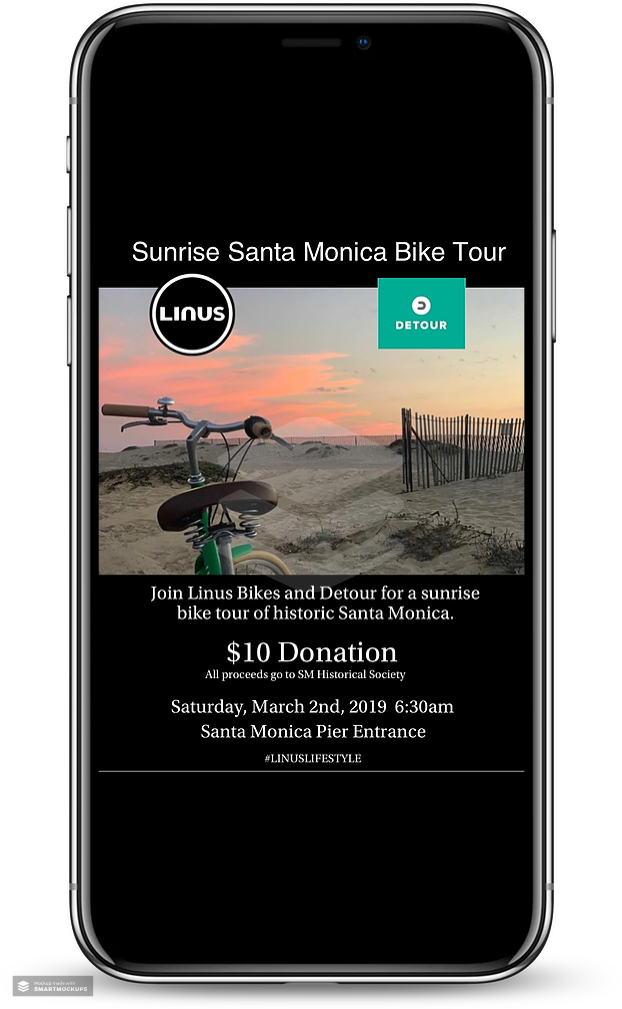 Sunrise Santa Monica Bike Tour
LINUS
DETOUR
Join Linus Bikes and Detour for a sunrise
bike tour of historic Santa Monica.
$10 Donation
All proceeds go to SM Historical Society
Saturday, March 2nd, 2019 6:30am
Santa Monica Pier Entrance
#LINUSLIFESTYLE
Mockup made with
SMARTMOCKUPS